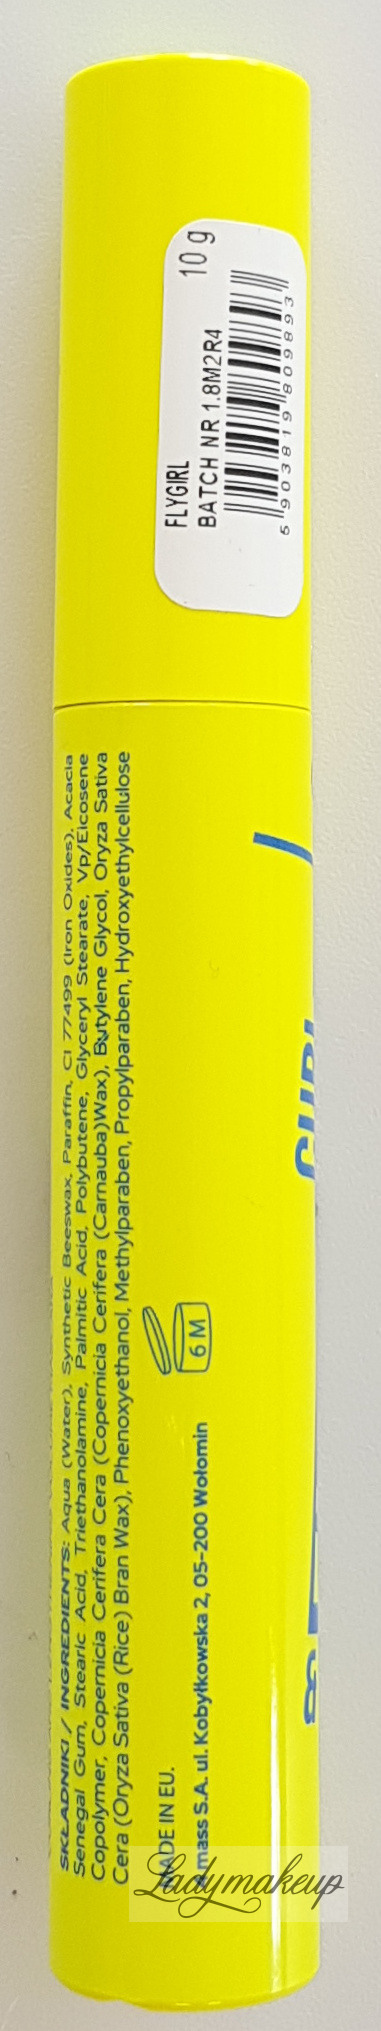 FLYGIRL 10 g
BATCH NR 1.8M2R4
5 903819 809893
SKŁADNIKI / INGREDIENTS: Aqua (Water), Synthetic Beeswax, Paraffin, CI 77499 (Iron Oxides), Acacia
Senegal Gum, Stearic Acid, Triethanolamine, Palmitic Acid, Polybutene, Glyceryl Stearate, Vp/Eicosene
Copolymer, Copernicia Cerifera Cera (Copernicia Cerifera (Carnauba)Wax), Butylene Glycol, Oryza Sativa
Cera (Oryza Sativa (Rice) Bran Wax), Phenoxyethanol, Methylparaben, Propylparaben, Hydroxyethylcellulose
6 M
MADE IN EU.
mass S.A. ul. Kobyłkowska 2, 05-200 Wołomin
Ladymakeup